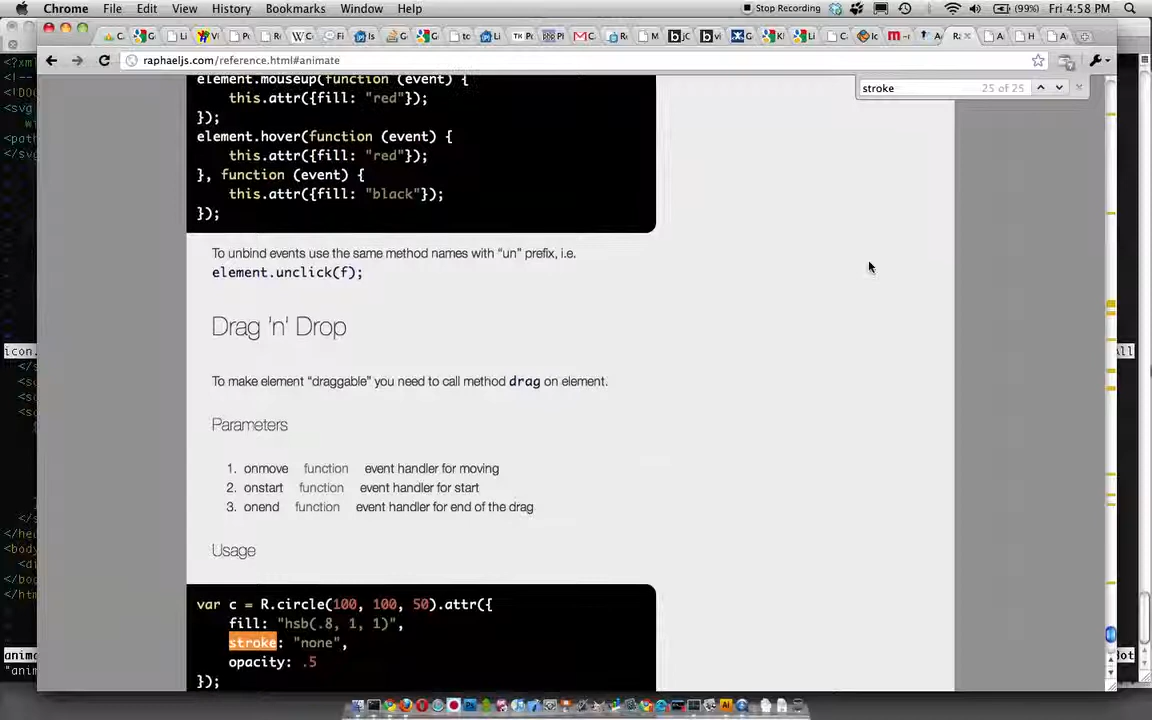 Chrome File Edit View History Bookmarks Window Help Stop Recording (99%) Fri 4:58 PM
raphaeljs.com/reference.html#animate
stroke 25 of 25
element.mouseup(function (event) {
this.attr({fill: "red"});
});
element.hover(function (event) {
this.attr({fill: "red"});
}, function (event) {
this.attr({fill: "black"});
});
To unbind events use the same method names with “un” prefix, i.e.
element.unclick(f);
Drag 'n' Drop
To make element “draggable” you need to call method drag on element.
Parameters
1. onmove function event handler for moving
2. onstart function event handler for start
3. onend function event handler for end of the drag
Usage
var c = R.circle(100, 100, 50).attr({
fill: "hsb(.8, 1, 1)",
stroke: "none",
opacity: .5
});